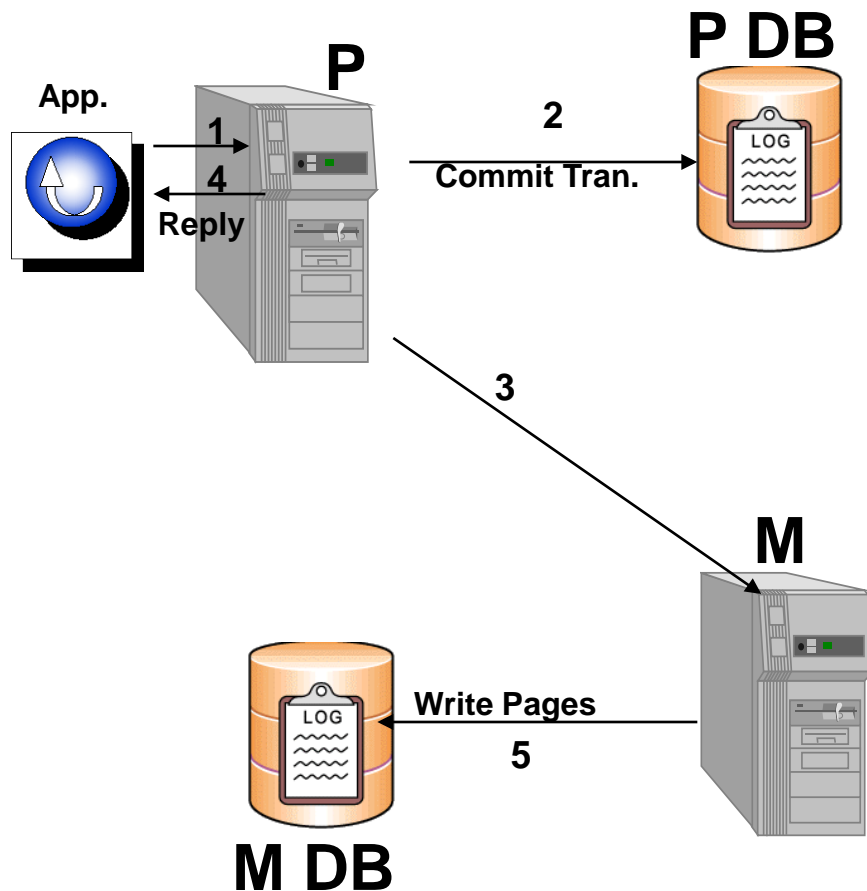 P DB
P
App.
1
2
LOG
4
Commit Tran.
Reply
3
M
Write Pages
LOG
5
M DB